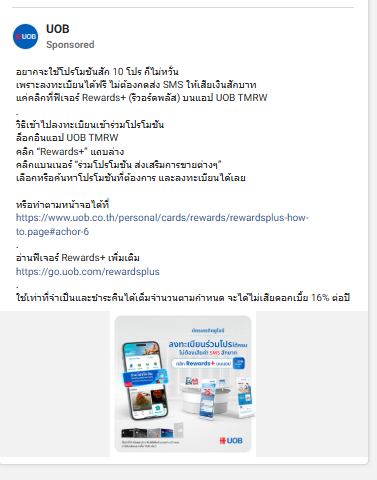 UOB
Sponsored
อยากจะใช้โปรโมชันสัก 10 โปร ก็ไม่หวั่น
เพราะลงทะเบียนได้ฟรี ไม่ต้องกดส่ง SMS ให้เสียเงินสักบาท
แค่คลิกที่ฟีเจอร์ Rewards+ (รีวอร์ดพลัส) บนแอป UOB TMRW
.
วิธีเข้าไปลงทะเบียนเข้าร่วมโปรโมชัน
ล็อกอินแอป UOB TMRW
คลิก "Rewards+" แถบล่าง
คลิกแบนเนอร์ "ร่วมโปรโมชัน ส่งเสริมการขายต่างๆ"
เลือกหรือค้นหาโปรโมชันที่ต้องการ และลงทะเบียนได้เลย
หรือทำตามหน้าจอได้ที่
https://www.uob.co.th/personal/cards/rewards/rewardsplus-how-
to.page#achor-6
.
อ่านฟีเจอร์ Rewards+ เพิ่มเติม
https://go.uob.com/rewardsplus
.
ใช้เท่าที่จำเป็นและชำระคืนได้เต็มจำนวนตามกำหนด จะได้ไม่เสียดอกเบี้ย 16% ต่อปี
บัตรเครดิตยูโอบี
ลงทะเบียนร่วมโปรได้ครบ
ไม่ต้องเสียค่า SMS สักบาท
คลิก Rewards+ บนแอป
UOB